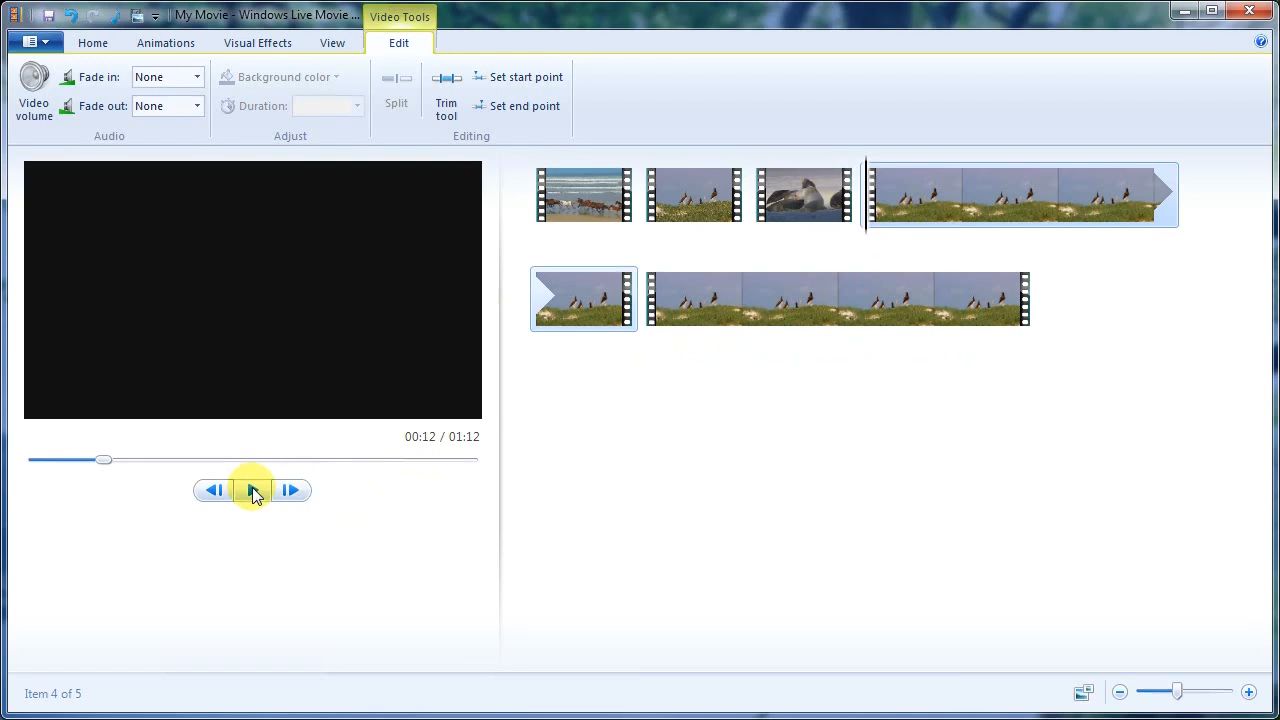 My Movie - Windows Live Movie ...
Video Tools
Home
Animations
Visual Effects
View
Edit
Video volume
Fade in:
None
Fade out:
None
Audio
Background color
Duration:
Adjust
Split
Trim tool
Set start point
Set end point
Editing
00:12 / 01:12
Item 4 of 5